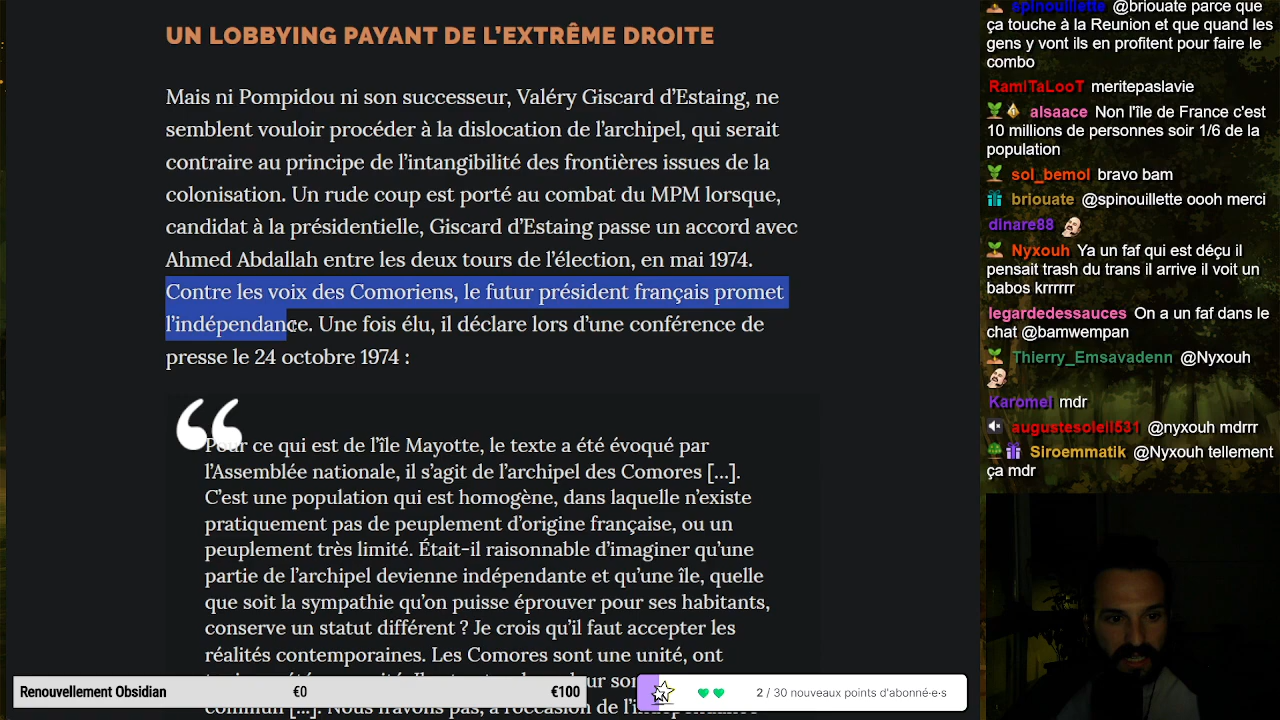 UN LOBBYING PAYANT DE L’EXTRÊME DROITE
Mais ni Pompidou ni son successeur, Valéry Giscard d’Estaing, ne
semblent vouloir procéder à la dislocation de l’archipel, qui serait
contraire au principe de l’intangibilité des frontières issues de la
colonisation. Un rude coup est porté au combat du MPM lorsque,
candidat à la présidentielle, Giscard d’Estaing passe un accord avec
Ahmed Abdallah entre les deux tours de l’élection, en mai 1974.
Contre les voix des Comoriens, le futur président français promet
l’indépendance. Une fois élu, il déclare lors d’une conférence de
presse le 24 octobre 1974 :
Pour ce qui est de l’île Mayotte, le texte a été évoqué par
l’Assemblée nationale, il s’agit de l’archipel des Comores […].
C’est une population qui est homogène, dans laquelle n’existe
pratiquement pas de peuplement d’origine française, ou un
peuplement très limité. Était-il raisonnable d’imaginer qu’une
partie de l’archipel devienne indépendante et qu’une île, quelle
que soit la sympathie qu’on puisse éprouver pour ses habitants,
conserve un statut différent ? Je crois qu’il faut accepter les
réalités contemporaines. Les Comores sont une unité, ont
Renouvellement Obsidian €0 €100
2 / 30 nouveaux points d'abonné·e·s
spinouillette @briouate parce que
ça touche à la Reunion et que quand les
gens y vont ils en profitent pour faire le
combo
RamITaLooT meritepaslavie
alsaace Non l'île de France c'est
10 millions de personnes soir 1/6 de la
population
sol_bemol bravo bam
briouate @spinouillette oooh merci
dinare88
Nyxouh Ya un faf qui est déçu il
pensait trash du trans il arrive il voit un
babos krrrrrr
legardedessauces On a un faf dans le
chat @bamwempan
Thierry_Emsavadenn @Nyxouh
Karomei mdr
augustesoleil531 @nyxouh mdrrr
Siroemmatik @Nyxouh tellement
ça mdr